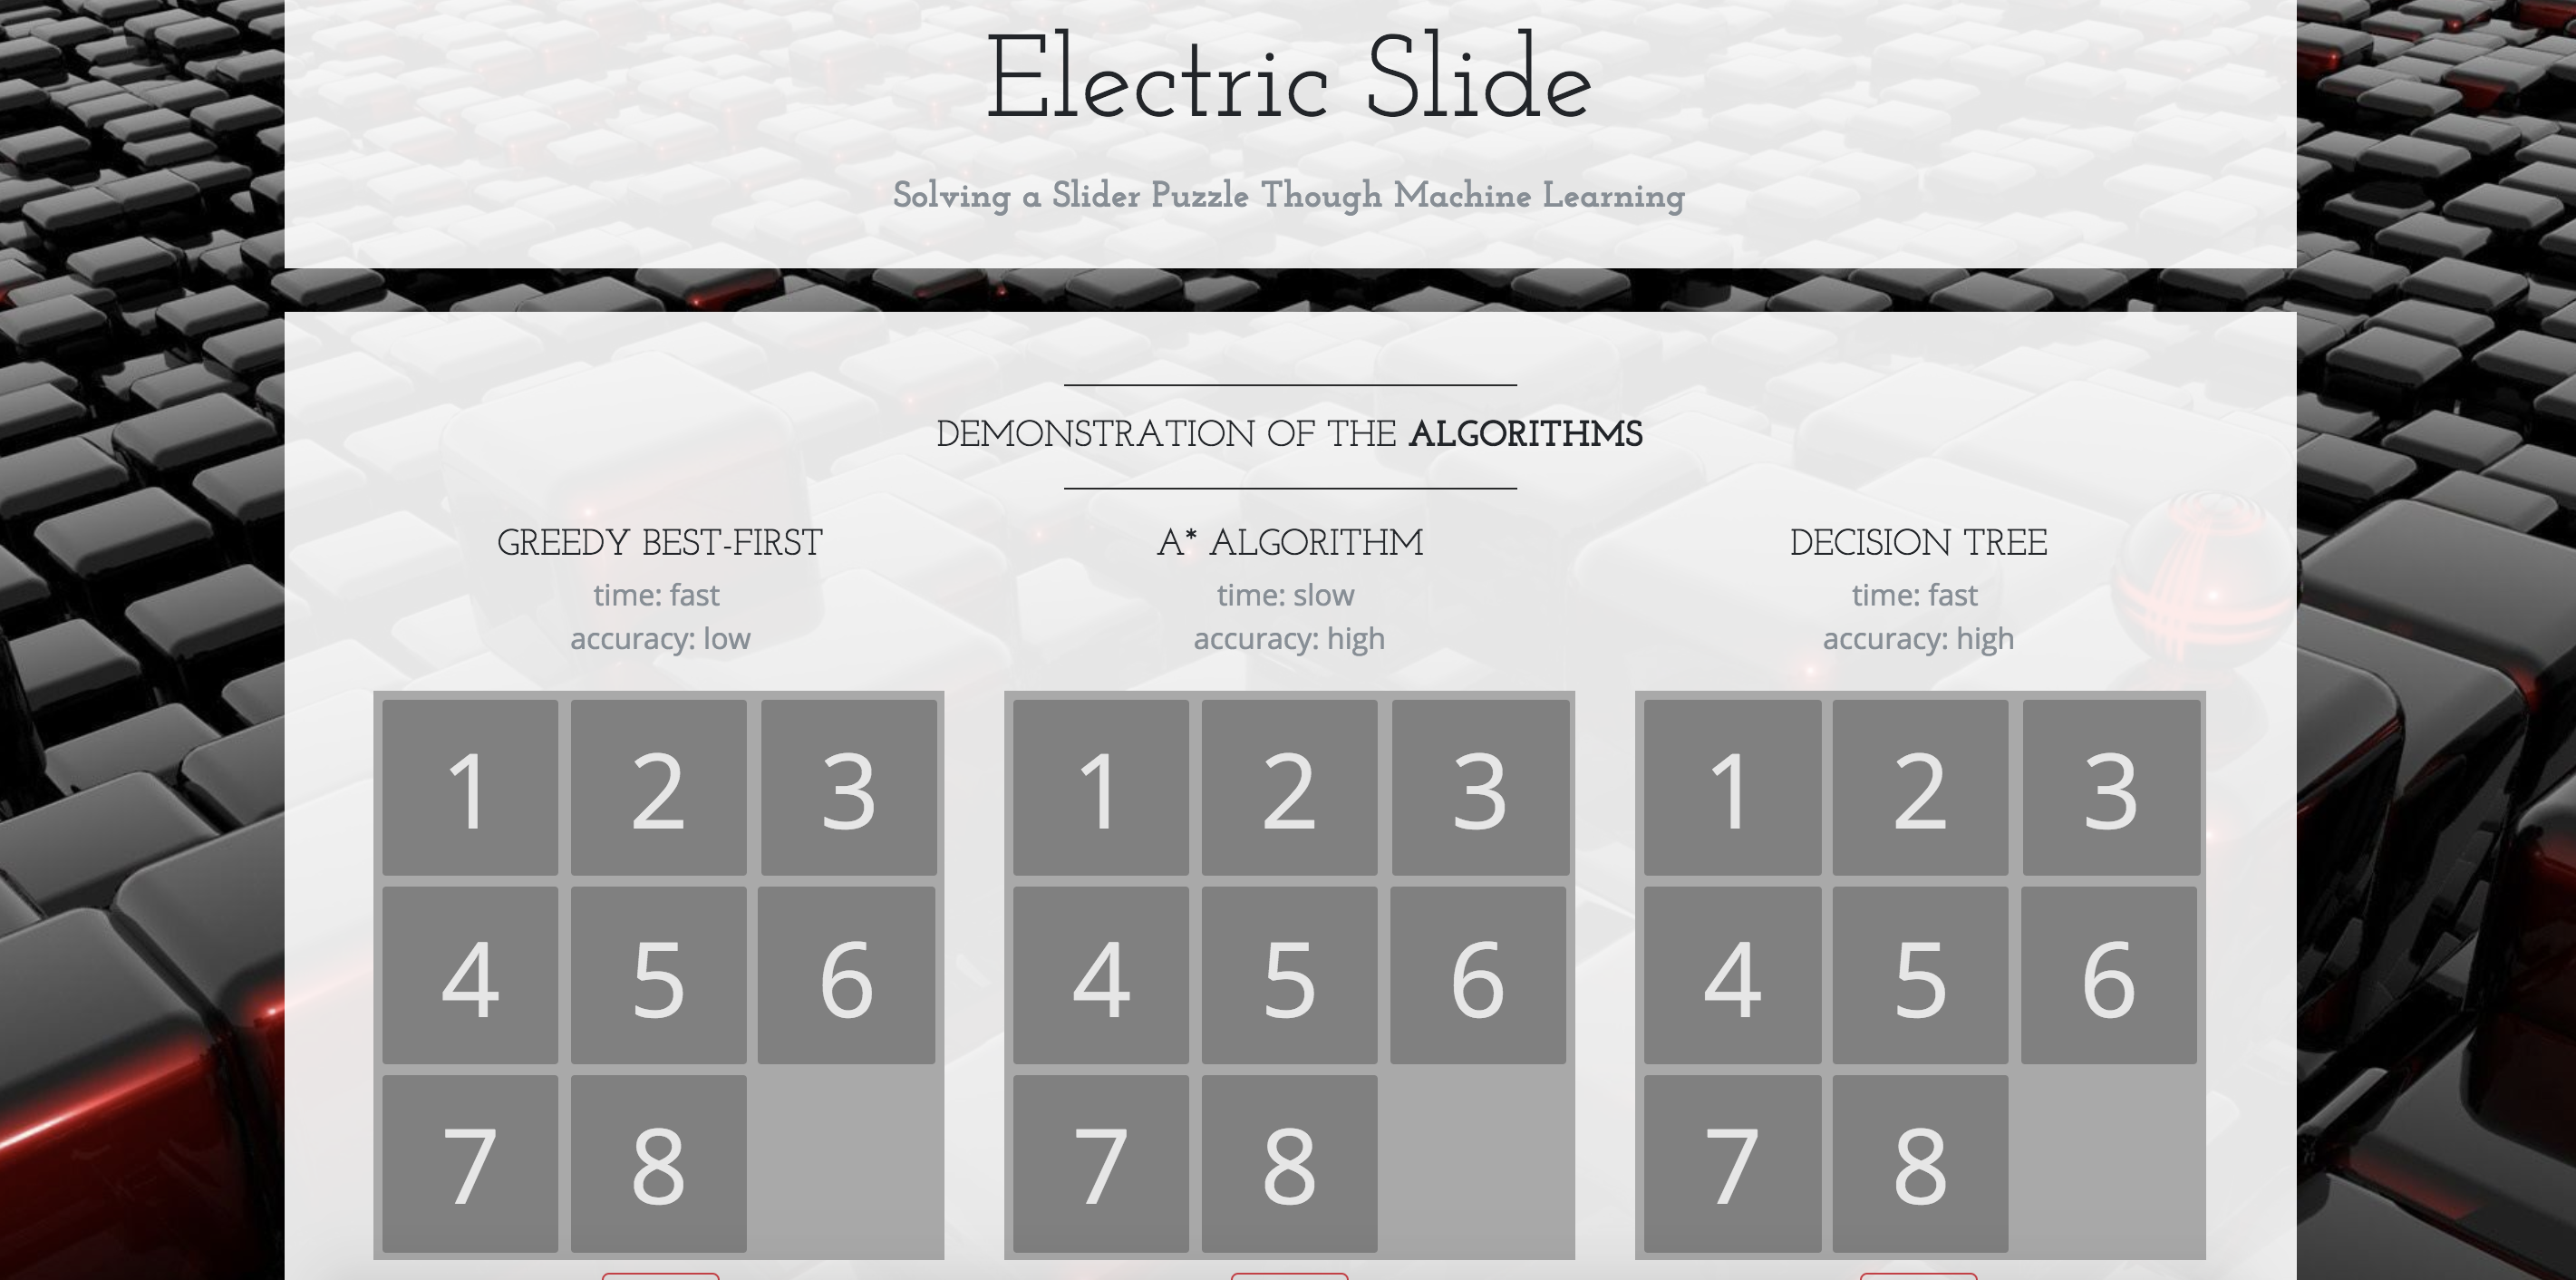 Electric Slide
Solving a Slider Puzzle Though Machine Learning
DEMONSTRATION OF THE ALGORITHMS
GREEDY BEST-FIRST
time: fast
accuracy: low
1 2 3
4 5 6
7 8
A* ALGORITHM
time: slow
accuracy: high
1 2 3
4 5 6
7 8
DECISION TREE
time: fast
accuracy: high
1 2 3
4 5 6
7 8